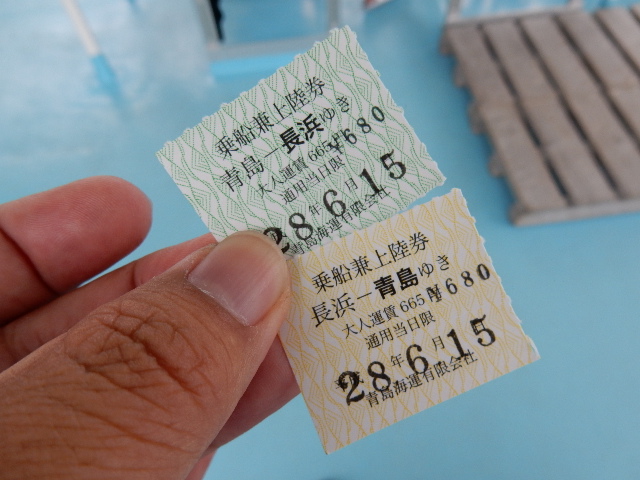 乗船兼上陸券
青島ー長浜ゆき
大人運賃 665円 ¥680
通用当日限
28年6月15
青島海運有限会社
乗船兼上陸券
長浜ー青島ゆき
大人運賃 665円 ¥680
通用当日限
28年6月15
青島海運有限会社